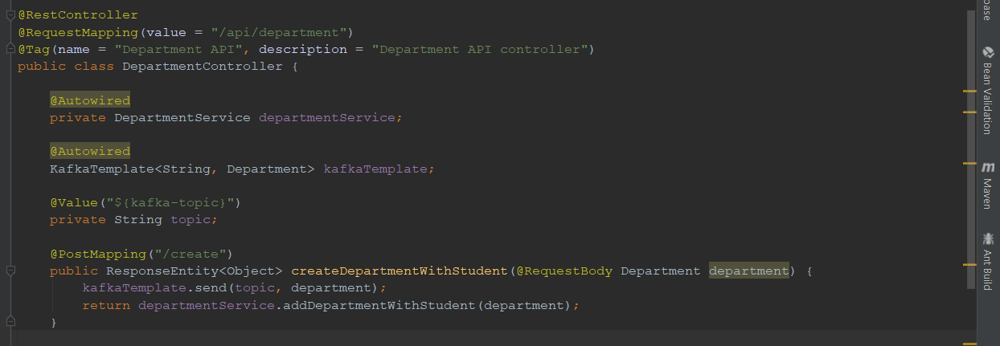 @RestController
@RequestMapping(value = "/api/department")
@Tag(name = "Department API", description = "Department API controller")
public class DepartmentController {
@Autowired
private DepartmentService departmentService;
@Autowired
KafkaTemplate<String, Department> kafkaTemplate;
@Value("${kafka-topic}")
private String topic;
@PostMapping("/create")
public ResponseEntity<Object> createDepartmentWithStudent(@RequestBody Department department) {
kafkaTemplate.send(topic, department);
return departmentService.addDepartmentWithStudent(department);
}
Bean Validation
Maven
Ant Build